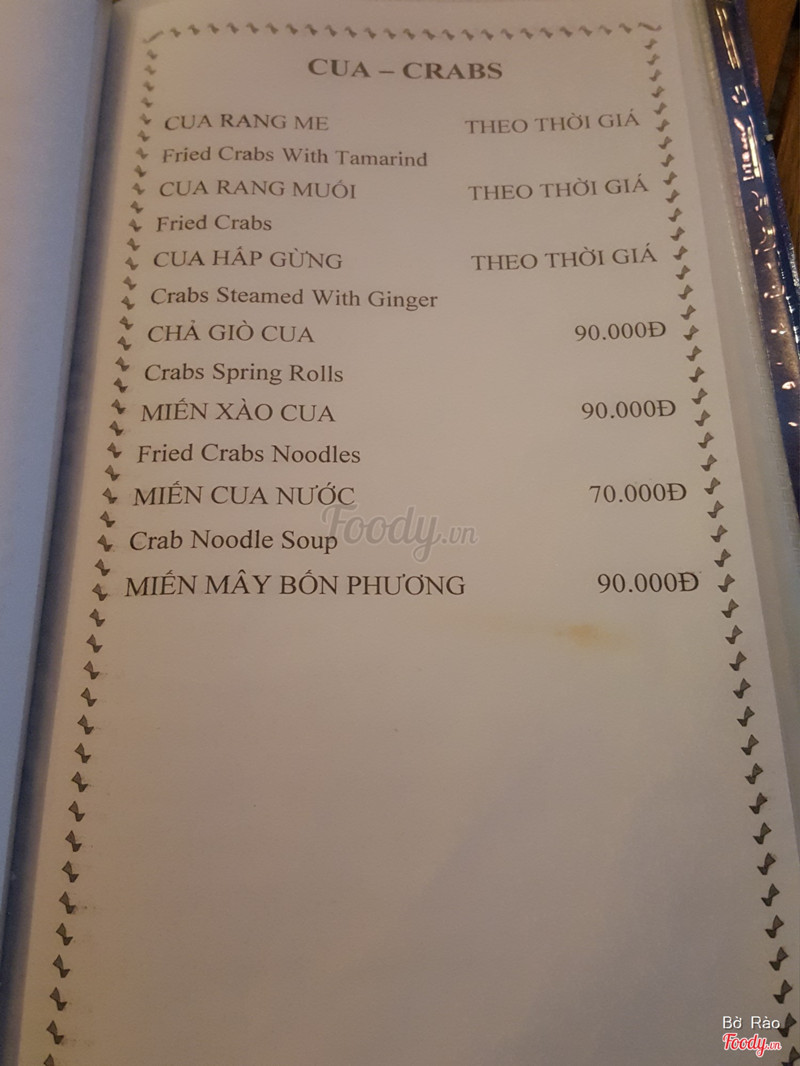 CUA – CRABS
CUA RANG ME THEO THỜI GIÁ
Fried Crabs With Tamarind
CUA RANG MUỐI THEO THỜI GIÁ
Fried Crabs
CUA HẤP GỪNG THEO THỜI GIÁ
Crabs Steamed With Ginger
CHẢ GIÒ CUA 90.000Đ
Crabs Spring Rolls
MIẾN XÀO CUA 90.000Đ
Fried Crabs Noodles
MIẾN CUA NƯỚC 70.000Đ
Foody.vn
Crab Noodle Soup
MIẾN MÂY BỐN PHƯƠNG 90.000Đ
Bờ Rào
Foody.vn